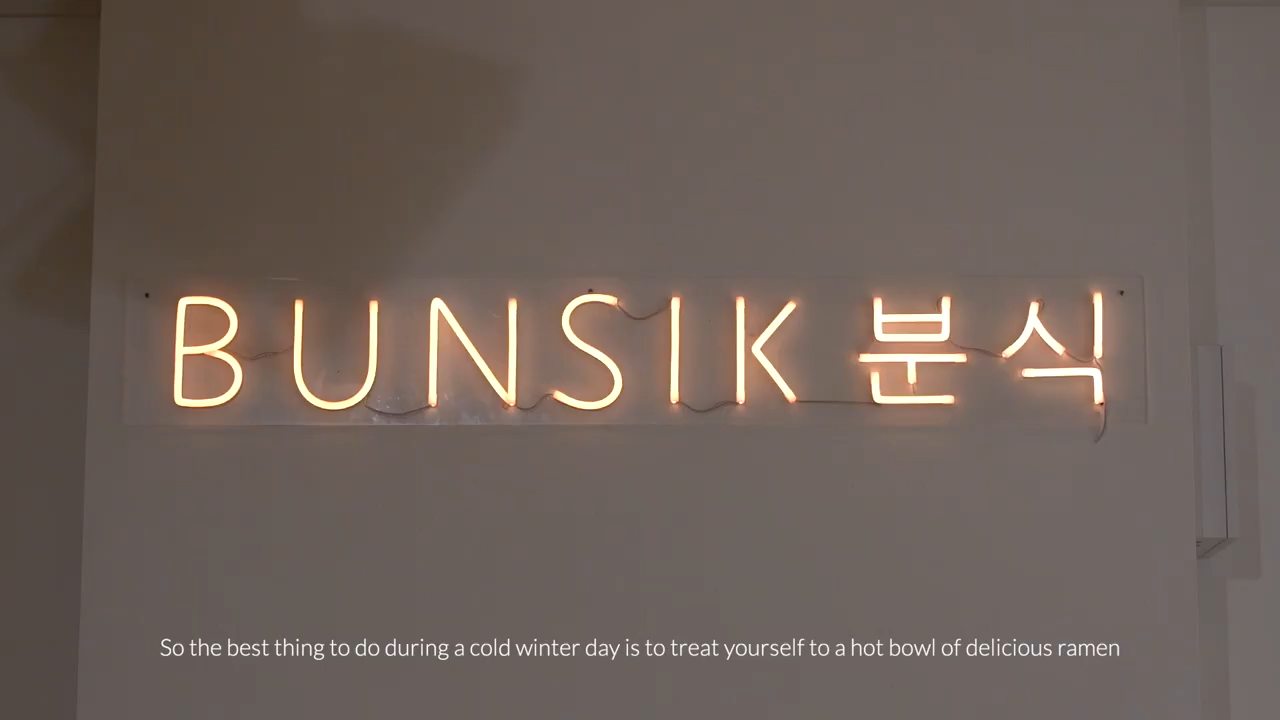 BUNSIK 분식
So the best thing to do during a cold winter day is to treat yourself to a hot bowl of delicious ramen